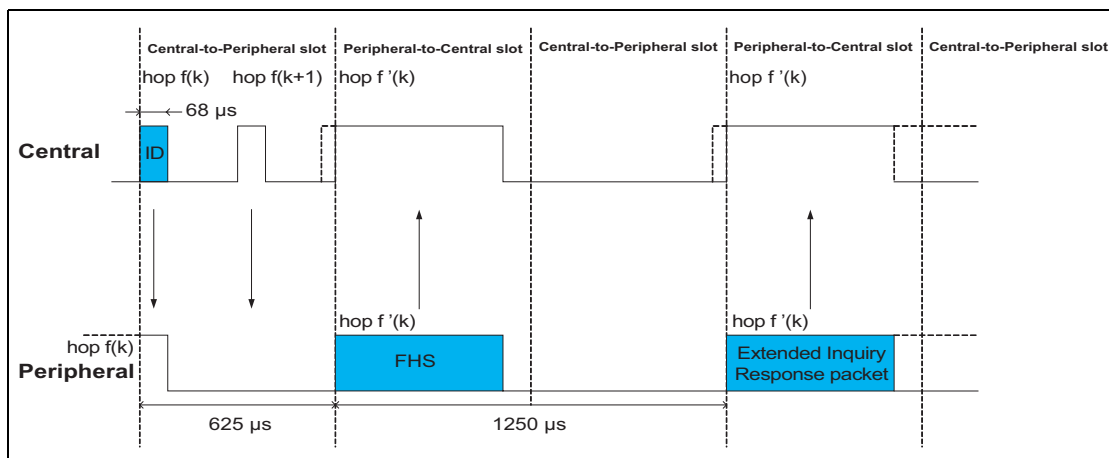 Central-to-Peripheral slot
Peripheral-to-Central slot
Central-to-Peripheral slot
Peripheral-to-Central slot
Central-to-Peripheral slot
hop f(k)
hop f(k+1)
hop f '(k)
hop f '(k)
68 µs
Central
ID
hop f '(k)
hop f '(k)
hop f(k)
Peripheral
FHS
Extended Inquiry
Response packet
625 µs
1250 µs